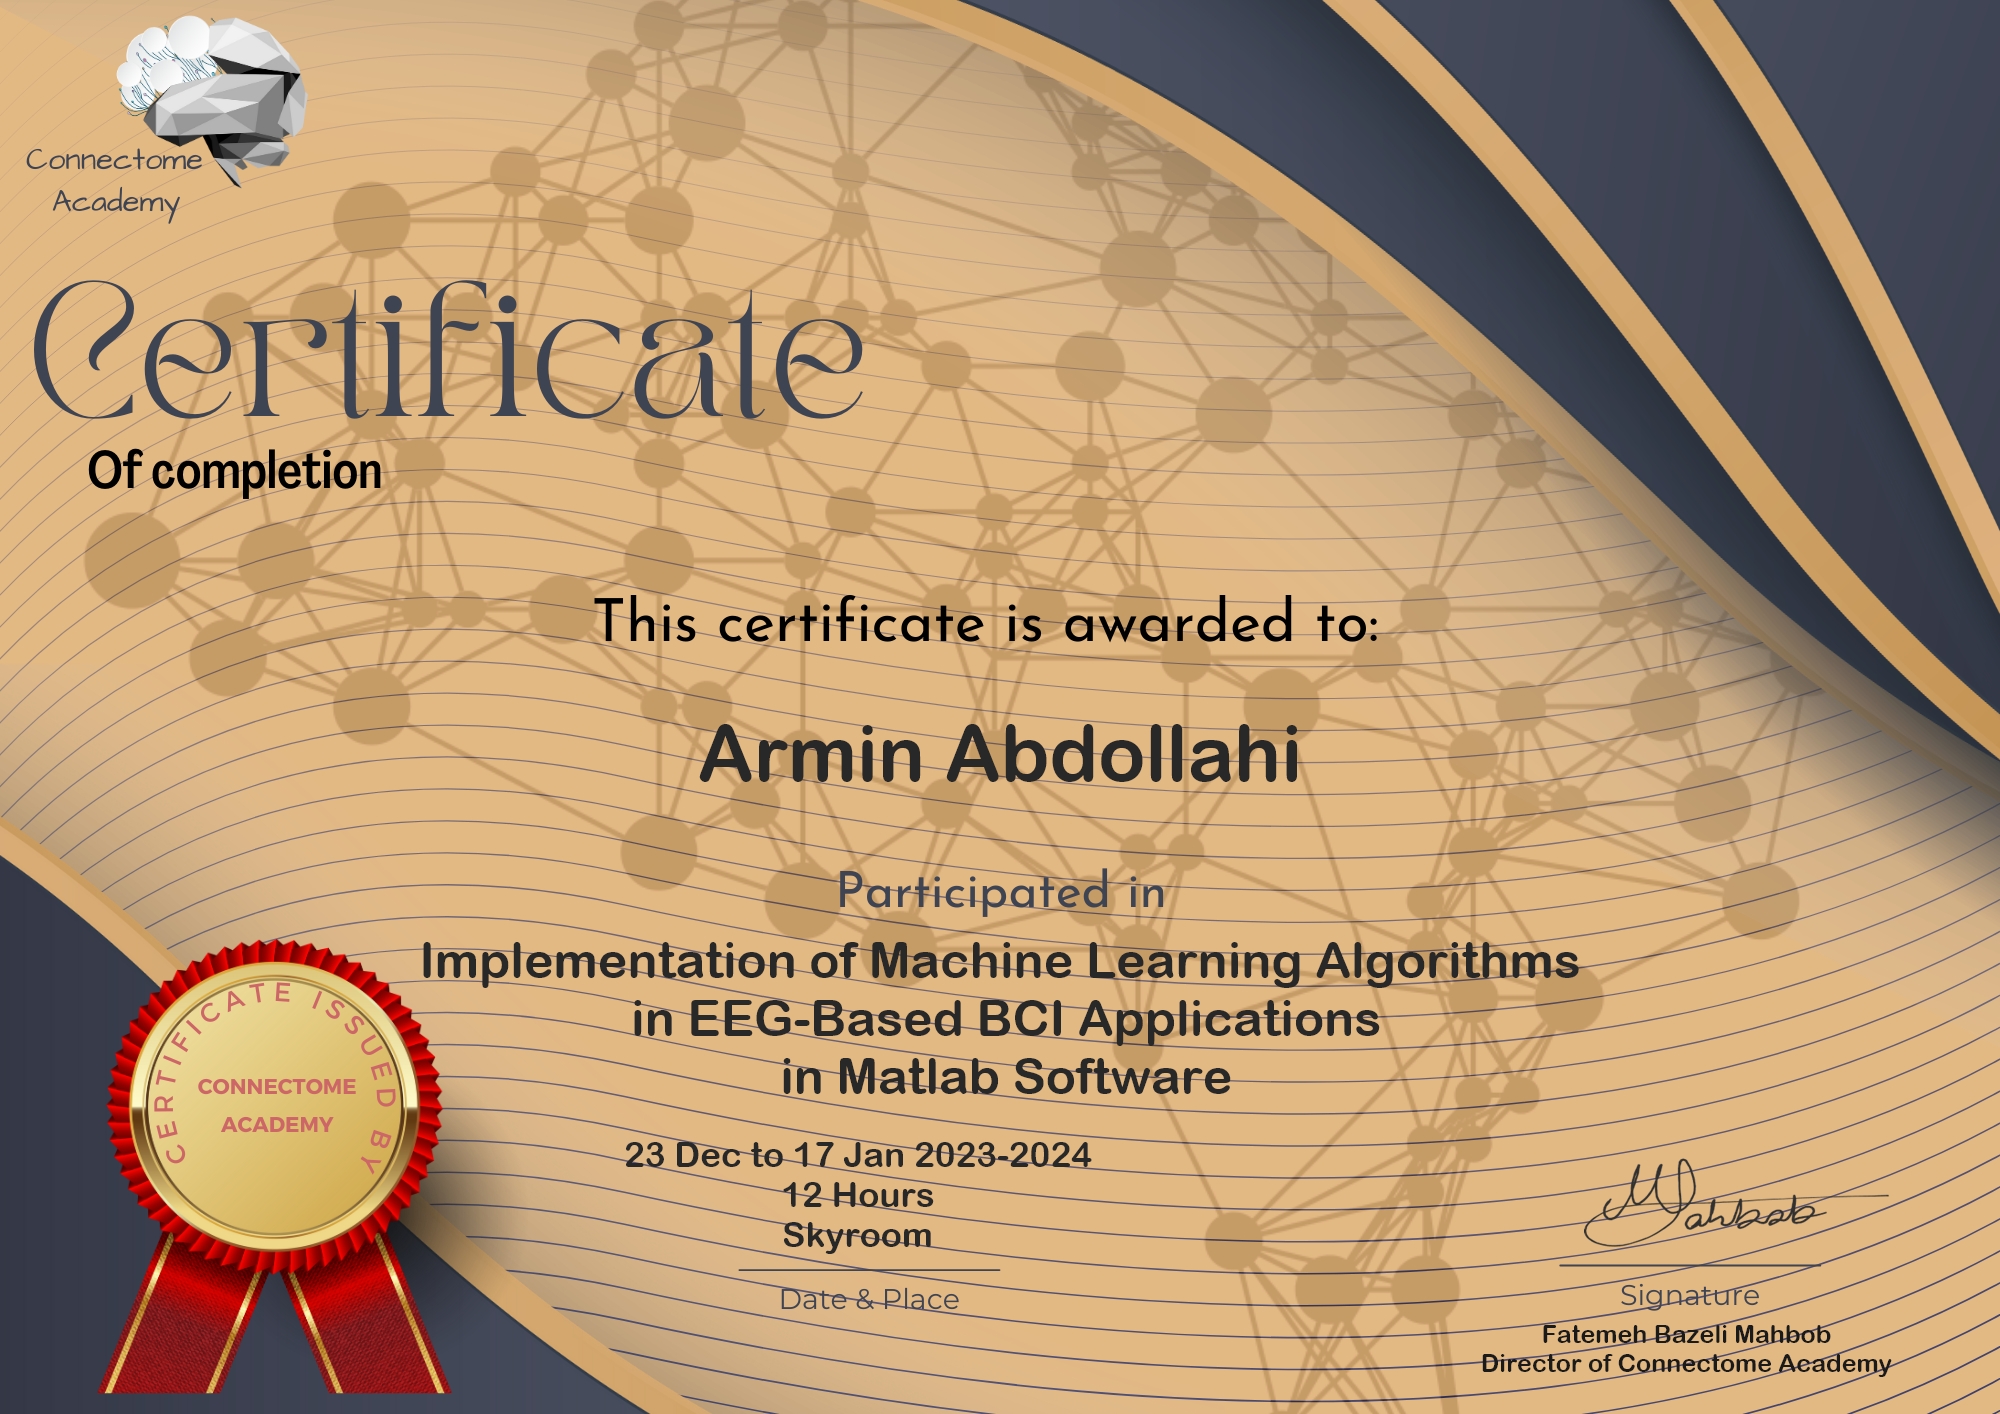 Connectome
Academy
Certificate
Of completion
This certificate is awarded to:
Armin Abdollahi
Participated in
Implementation of Machine Learning Algorithms
in EEG-Based BCI Applications
in Matlab Software
CERTIFICATE ISSUED BY
CONNECTOME
ACADEMY
23 Dec to 17 Jan 2023-2024
12 Hours
Skyroom
Date & Place
Mahbob
Signature
Fatemeh Bazeli Mahbob
Director of Connectome Academy